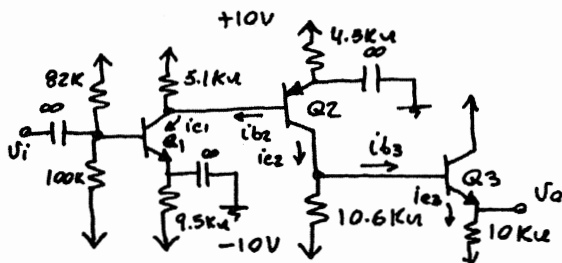 +10V
82K
5.1Ku
4.3Ku
∞
∞
Q2
Vi
ic1
Q1
ib2
ic2
ib3
∞
100K
9.5Ku
10.6Ku
Q3
ie3
Vo
10Ku
-10V